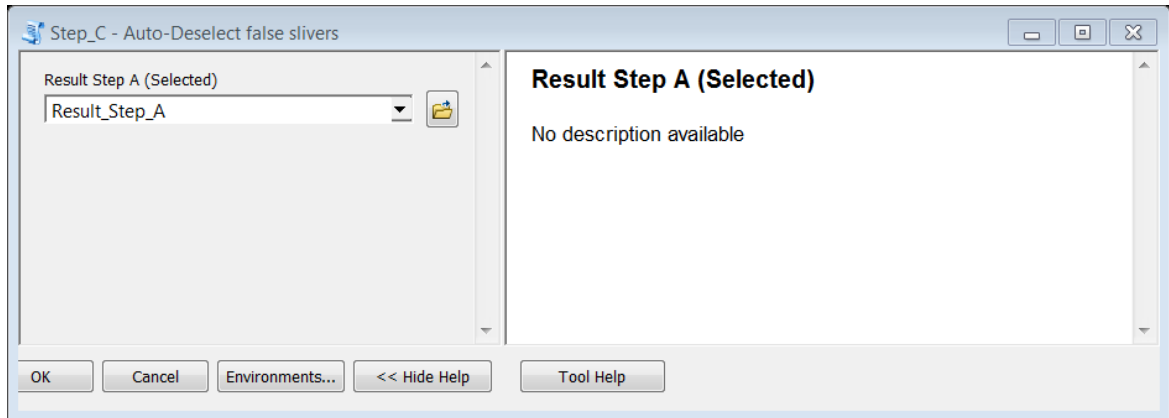 Step_C - Auto-Deselect false slivers
Result Step A (Selected)
Result_Step_A
Result Step A (Selected)
No description available
OK
Cancel
Environments...
<< Hide Help
Tool Help